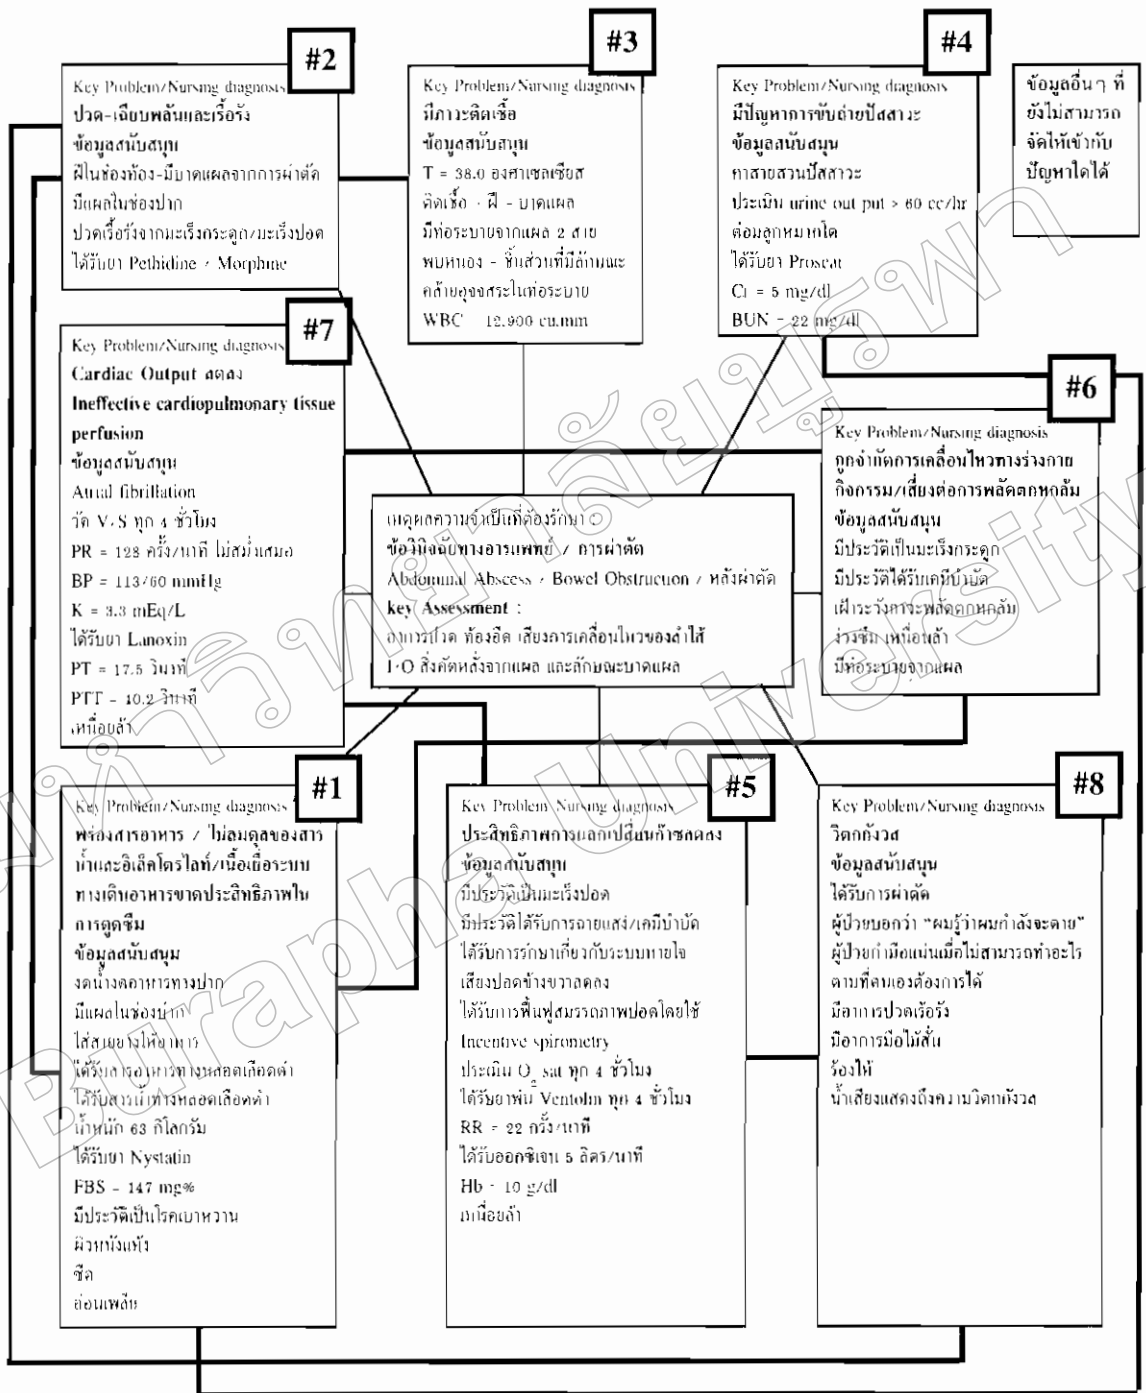 #2
Key Problem/Nursing diagnosis
ปวด-เฉียบพลันและเรื้อรัง
ข้อมูลสนับสนุน
ฝีในช่องท้อง-มีบาดแผลจากการผ่าตัด
มีแผลในช่องปาก
ปวดเรื้อรังจากมะเร็งกระดูก/มะเร็งปอด
ได้รับยา Pethidine / Morphine
#3
Key Problem/Nursing diagnosis
มีภาวะติดเชื้อ
ข้อมูลสนับสนุน
T = 38.0 องศาเซลเซียส
ติดเชื้อ - ฝี - บาดแผล
มีท่อระบายจากแผล 2 สาย
พบหนอง - ชิ้นส่วนที่มีลักษณะ
คล้ายอุจจสระในท่อระบาย
WBC 12,900 cu.mm
#4
Key Problem/Nursing diagnosis
มีปัญหาการขับถ่ายปัสสาวะ
ข้อมูลสนับสนุน
คาสายสวนปัสสาวะ
ประเมิน urine out put > 60 cc/hr
ต่อมลูกหมากโต
ได้รับยา Proscar
Cr = 5 mg/dl
BUN = 22 mg/dl
ข้อมูลอื่นๆ ที่
ยังไม่สามารถ
จัดให้เข้ากับ
ปัญหาใดได้
#7
Key Problem/Nursing diagnosis
Cardiac Output ลดลง
Ineffective cardiopulmonary tissue
perfusion
ข้อมูลสนับสนุน
Atrial fibrillation
วัด V/S ทุก 4 ชั่วโมง
PR = 128 ครั้ง/นาที ไม่สม่ำเสมอ
BP = 113/60 mmHg
K = 3.3 mEq/L
ได้รับยา Lanoxin
PT = 17.5 วินาที
PTT = 40.2 วินาที
เหนื่อยล้า
เหตุผลความจำเป็นที่ต้องรักษา :
ข้อวินิจฉัยทางการแพทย์ / การผ่าตัด
Abdominal Abscess / Bowel Obstruction / หลังผ่าตัด
key Assessment :
อาการปวด ท้องอืด เสียงการเคลื่อนไหวของลำไส้
I/O สิ่งคัดหลั่งจากแผล และลักษณะบาดแผล
#6
Key Problem/Nursing diagnosis
ถูกจำกัดการเคลื่อนไหวทางร่างกาย
กิจกรรม/เสี่ยงต่อการพลัดตกหกล้ม
ข้อมูลสนับสนุน
มีประวัติเป็นมะเร็งกระดูก
มีประวัติได้รับเคมีบำบัด
เฝ้าระวังภาวะพลัดตกหกล้ม
ง่วงซึม เหนื่อยล้า
มีท่อระบายจากแผล
#1
Key Problem/Nursing diagnosis
พร่องสารอาหาร / ไม่สมดุลของสาร
น้ำและอิเล็คโตรไลท์/เนื้อเยื่อระบบ
ทางเดินอาหารขาดประสิทธิภาพใน
การดูดซึม
ข้อมูลสนับสนุน
งดน้ำงดอาหารทางปาก
มีแผลในช่องปาก
ใส่สายยางให้อาหาร
ได้รับสารอาหารทางหลอดเลือดดำ
ได้รับสารน้ำทางหลอดเลือดดำ
น้ำหนัก 63 กิโลกรัม
ได้รับยา Nystatin
FBS = 147 mg%
มีประวัติเป็นโรคเบาหวาน
ผิวหนังแห้ง
ซีด
อ่อนเพลีย
#5
Key Problem/Nursing diagnosis
ประสิทธิภาพการแลกเปลี่ยนก๊าซลดลง
ข้อมูลสนับสนุน
มีประวัติเป็นมะเร็งปอด
มีประวัติได้รับการฉายแสง/เคมีบำบัด
ได้รับการรักษาเกี่ยวกับระบบหายใจ
เสียงปอดข้างขวาลดลง
ได้รับการฟื้นฟูสมรรถภาพปอดโดยใช้
Incentive spirometry
ประเมิน O2 sat ทุก 4 ชั่วโมง
ได้รับยาพ่น Ventolin ทุก 4 ชั่วโมง
RR = 22 ครั้ง/นาที
ได้รับออกซิเจน 5 ลิตร/นาที
Hb = 10 g/dl
เหนื่อยล้า
#8
Key Problem/Nursing diagnosis
วิตกกังวล
ข้อมูลสนับสนุน
ได้รับการผ่าตัด
ผู้ป่วยบอกว่า “ผมรู้ว่าผมกำลังจะตาย”
ผู้ป่วยกำมือแน่นเมื่อไม่สามารถทำอะไร
ตามที่ตนเองต้องการได้
มีอาการปวดเรื้อรัง
มีอาการมือไม้สั่น
ร้องไห้
น้ำเสียงแสดงถึงความวิตกกังวล
Burapha University